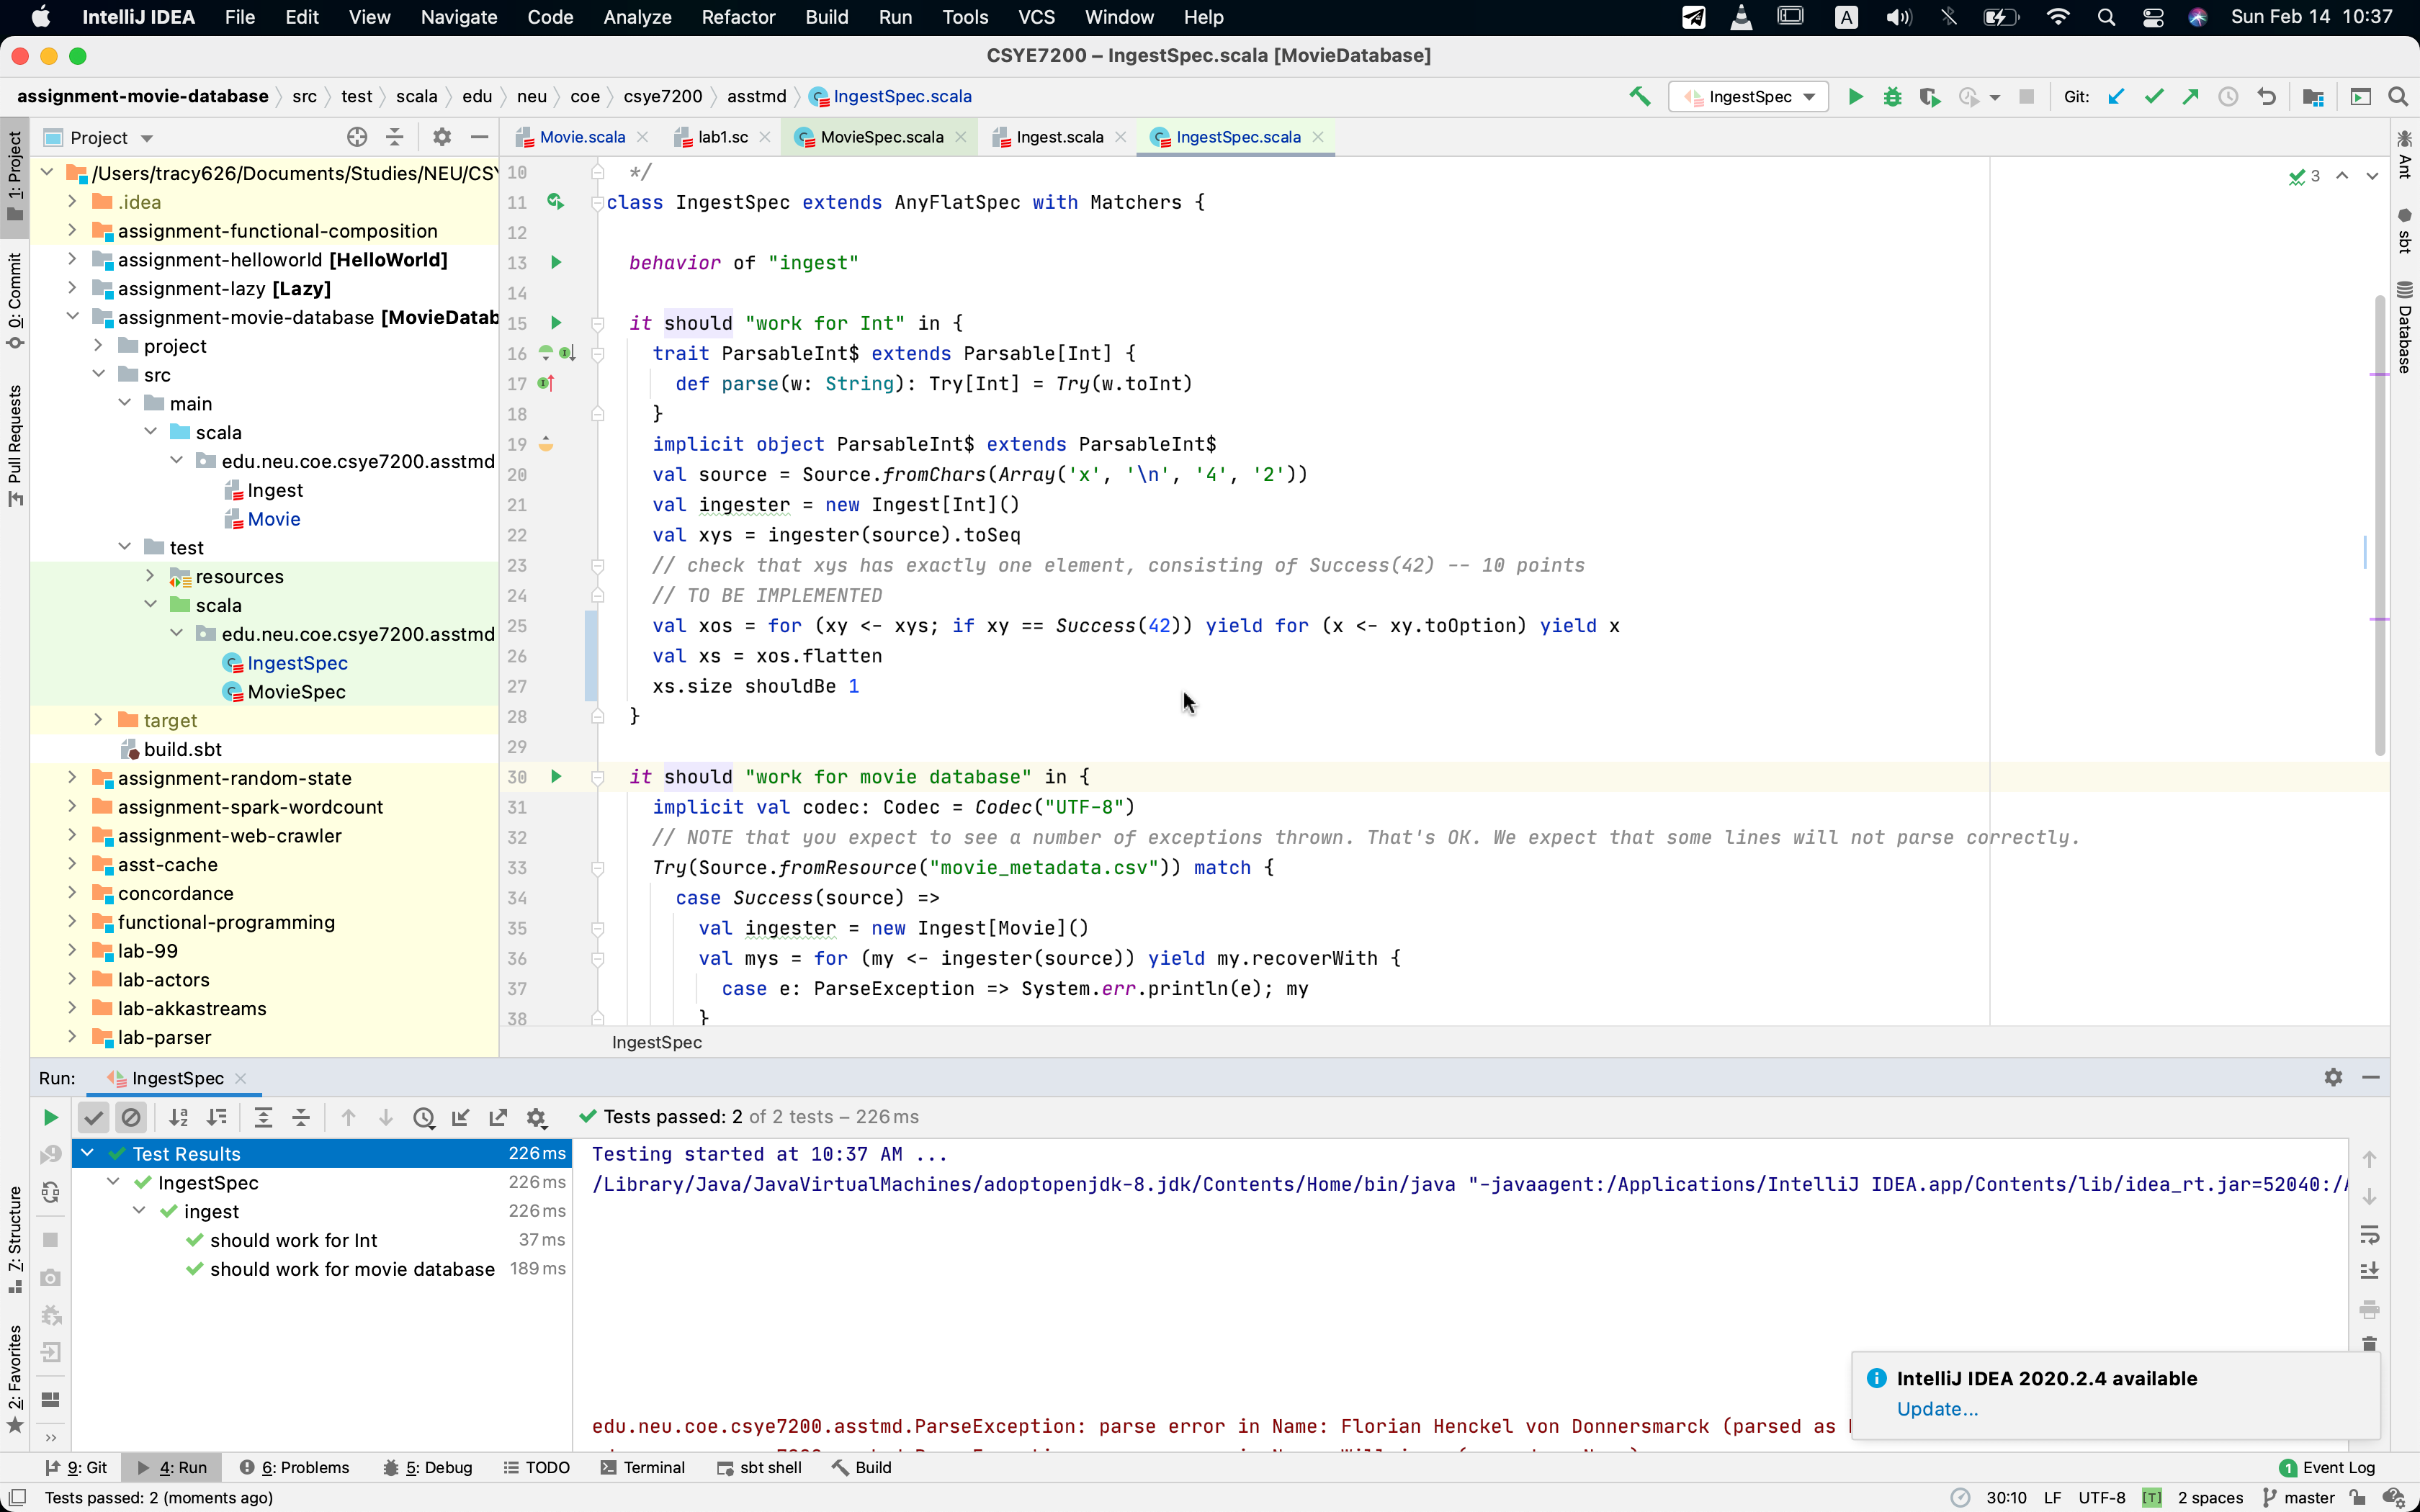 IntelliJ IDEA File Edit View Navigate Code Analyze Refactor Build Run Tools VCS Window Help A Sun Feb 14 10:37
CSYE7200 – IngestSpec.scala [MovieDatabase]
assignment-movie-database src test scala edu neu coe csye7200 asstmd IngestSpec.scala IngestSpec Git:
Project Movie.scala lab1.sc MovieSpec.scala Ingest.scala IngestSpec.scala
1: Project
0: Commit
Pull Requests
7: Structure
2: Favorites
/Users/tracy626/Documents/Studies/NEU/CSY
.idea
assignment-functional-composition
assignment-helloworld [HelloWorld]
assignment-lazy [Lazy]
assignment-movie-database [MovieDatab
project
src
main
scala
edu.neu.coe.csye7200.asstmd
Ingest
Movie
test
resources
scala
edu.neu.coe.csye7200.asstmd
IngestSpec
MovieSpec
target
build.sbt
assignment-random-state
assignment-spark-wordcount
assignment-web-crawler
asst-cache
concordance
functional-programming
lab-99
lab-actors
lab-akkastreams
lab-parser
10 */
11 class IngestSpec extends AnyFlatSpec with Matchers {
12
13 behavior of "ingest"
14
15 it should "work for Int" in {
16 trait ParsableInt$ extends Parsable[Int] {
17 def parse(w: String): Try[Int] = Try(w.toInt)
18 }
19 implicit object ParsableInt$ extends ParsableInt$
20 val source = Source.fromChars(Array('x', '\n', '4', '2'))
21 val ingester = new Ingest[Int]()
22 val xys = ingester(source).toSeq
23 // check that xys has exactly one element, consisting of Success(42) -- 10 points
24 // TO BE IMPLEMENTED
25 val xos = for (xy <- xys; if xy == Success(42)) yield for (x <- xy.toOption) yield x
26 val xs = xos.flatten
27 xs.size shouldBe 1
28 }
29
30 it should "work for movie database" in {
31 implicit val codec: Codec = Codec("UTF-8")
32 // NOTE that you expect to see a number of exceptions thrown. That's OK. We expect that some lines will not parse correctly.
33 Try(Source.fromResource("movie_metadata.csv")) match {
34 case Success(source) =>
35 val ingester = new Ingest[Movie]()
36 val mys = for (my <- ingester(source)) yield my.recoverWith {
37 case e: ParseException => System.err.println(e); my
38 }
3
Ant
sbt
Database
IngestSpec
Run: IngestSpec
Tests passed: 2 of 2 tests – 226 ms
Test Results 226 ms
IngestSpec 226 ms
ingest 226 ms
should work for Int 37 ms
should work for movie database 189 ms
Testing started at 10:37 AM ...
/Library/Java/JavaVirtualMachines/adoptopenjdk-8.jdk/Contents/Home/bin/java "-javaagent:/Applications/IntelliJ IDEA.app/Contents/lib/idea_rt.jar=52040:/
edu.neu.coe.csye7200.asstmd.ParseException: parse error in Name: Florian Henckel von Donnersmarck (parsed as
IntelliJ IDEA 2020.2.4 available
Update...
9: Git 4: Run 6: Problems 5: Debug TODO Terminal sbt shell Build 1 Event Log
Tests passed: 2 (moments ago) 30:10 LF UTF-8 [T] 2 spaces master